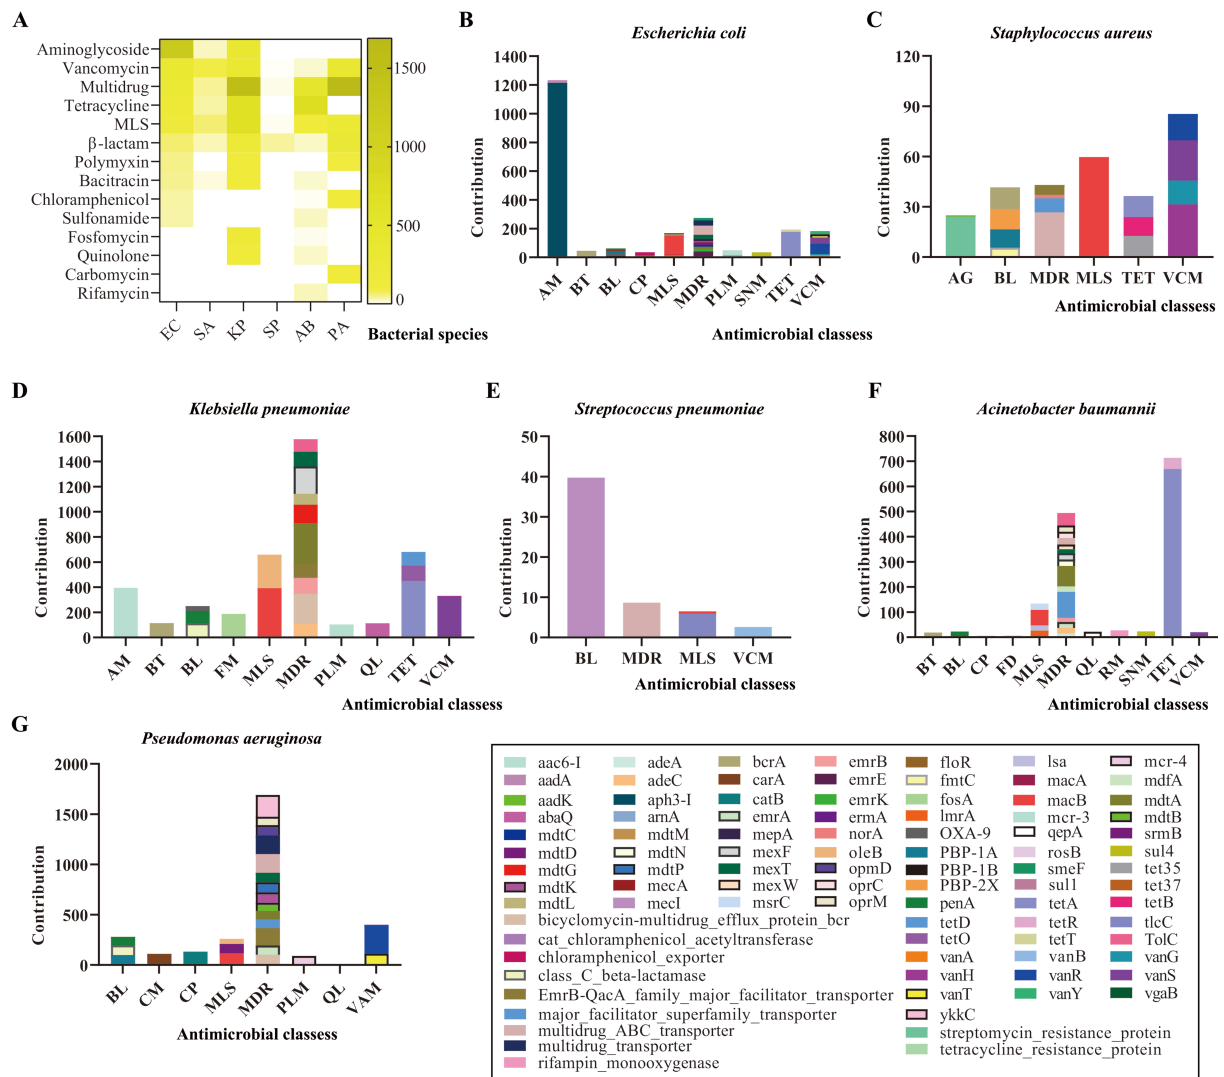 A
Aminoglycoside
Vancomycin
Multidrug
Tetracycline
MLS
β-lactam
Polymyxin
Bacitracin
Chloramphenicol
Sulfonamide
Fosfomycin
Quinolone
Carbomycin
Rifamycin
EC SA KP SP AB PA
Bacterial species
1500
1000
500
0
B
Escherichia coli
Contribution
1400
1200
1000
800
600
400
200
0
AM BT BL CP MLS MDR PLM SNM TET VCM
Antimicrobial classess
C
Staphylococcus aureus
Contribution
120
90
60
30
0
AG BL MDR MLS TET VCM
Antimicrobial classess
D
Klebsiella pneumoniae
Contribution
1600
1400
1200
1000
800
600
400
200
0
AM BT BL FM MLS MDR PLM QL TET VCM
Antimicrobial classess
E
Streptococcus pneumoniae
Contribution
50
40
30
20
10
0
BL MDR MLS VCM
Antimicrobial classess
F
Acinetobacter baumannii
Contribution
800
700
600
500
400
300
200
100
0
BT BL CP FD MLS MDR QL RM SNM TET VCM
Antimicrobial classess
G
Pseudomonas aeruginosa
Contribution
2000
1500
1000
500
0
BL CM CP MLS MDR PLM QL VAM
Antimicrobial classess
aac6-I adeA bcrA emrB floR lsa mcr-4
aadA adeC carA emrE fmtC macA mdfA
aadK aph3-I catB emrK fosA macB mdtA
abaQ arnA emrA ermA lmrA mcr-3 mdtB
mdtC mdtM mepA norA OXA-9 qepA srmB
mdtD mdtN mexF oleB PBP-1A rosB sul4
mdtG mdtP mexT opmD PBP-1B smeF tet35
mdtK mecA mexW oprC PBP-2X sul1 tet37
mdtL mecI msrC oprM penA tetA tetB
bicyclomycin-multidrug_efflux_protein_bcr tetD tetR tlcC
cat_chloramphenicol_acetyltransferase tetO tetT TolC
chloramphenicol_exporter vanA vanB vanG
class_C_beta-lactamase vanH vanR vanS
EmrB-QacA_family_major_facilitator_transporter vanT vanY vgaB
major_facilitator_superfamily_transporter ykkC
multidrug_ABC_transporter streptomycin_resistance_protein
multidrug_transporter tetracycline_resistance_protein
rifampin_monooxygenase